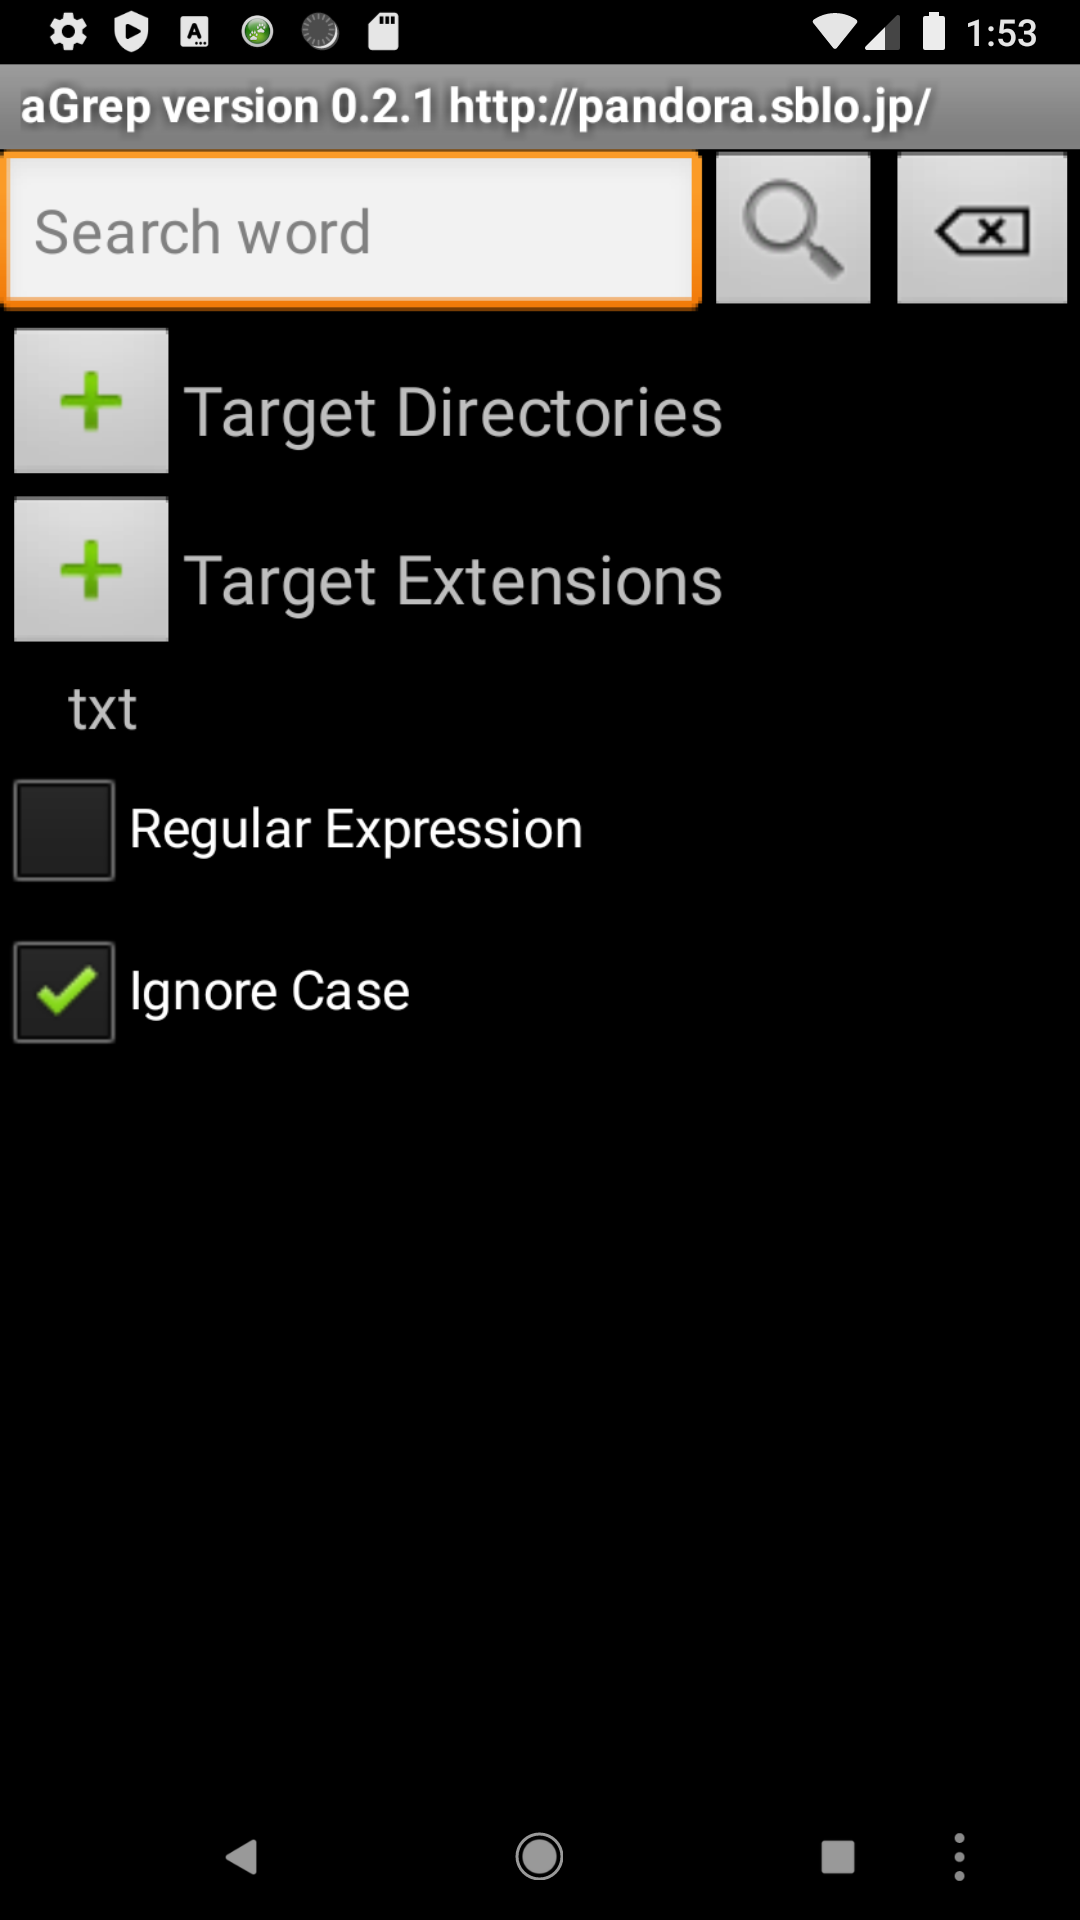 1:53
aGrep version 0.2.1 http://pandora.sblo.jp/
Search word
Target Directories
Target Extensions
txt
Regular Expression
Ignore Case